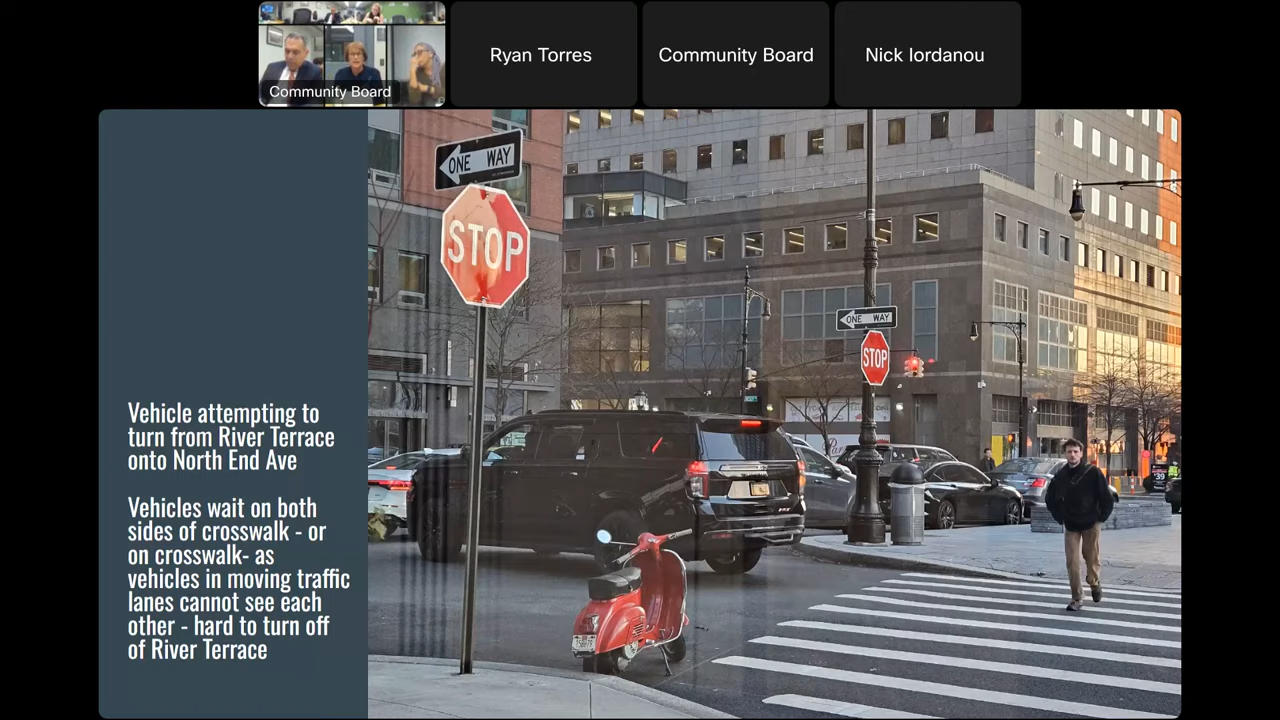 Community Board
Ryan Torres
Community Board
Nick Iordanou
ONE WAY
STOP
ONE WAY
STOP
Vehicle attempting to
turn from River Terrace
onto North End Ave
Vehicles wait on both
sides of crosswalk - or
on crosswalk- as
vehicles in moving traffic
lanes cannot see each
other - hard to turn off
of River Terrace